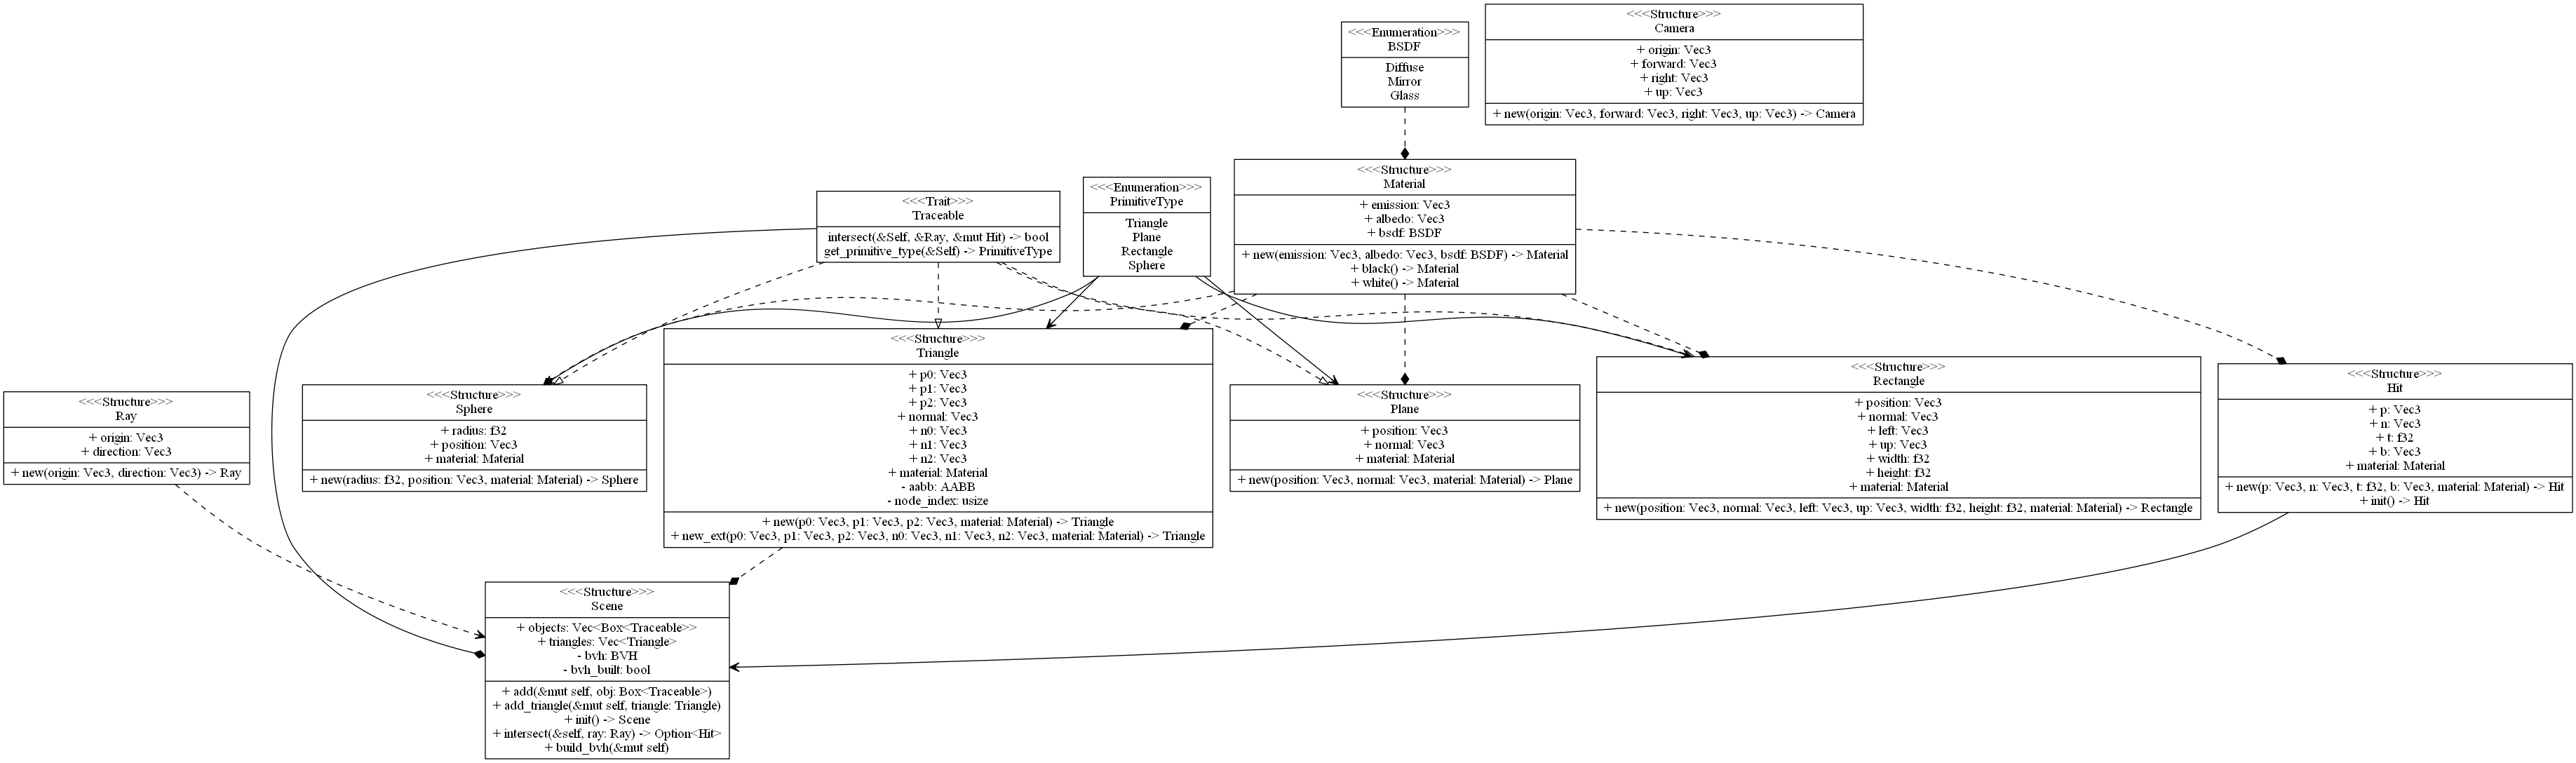 <<<Structure>>>
Camera
+ origin: Vec3
+ forward: Vec3
+ right: Vec3
+ up: Vec3
+ new(origin: Vec3, forward: Vec3, right: Vec3, up: Vec3) -> Camera
<<<Enumeration>>>
BSDF
Diffuse
Mirror
Glass
<<<Structure>>>
Material
+ emission: Vec3
+ albedo: Vec3
+ bsdf: BSDF
+ new(emission: Vec3, albedo: Vec3, bsdf: BSDF) -> Material
+ black() -> Material
+ white() -> Material
<<<Enumeration>>>
PrimitiveType
Triangle
Plane
Rectangle
Sphere
<<<Trait>>>
Traceable
intersect(&Self, &Ray, &mut Hit) -> bool
get_primitive_type(&Self) -> PrimitiveType
<<<Structure>>>
Ray
+ origin: Vec3
+ direction: Vec3
+ new(origin: Vec3, direction: Vec3) -> Ray
<<<Structure>>>
Sphere
+ radius: f32
+ position: Vec3
+ material: Material
+ new(radius: f32, position: Vec3, material: Material) -> Sphere
<<<Structure>>>
Triangle
+ p0: Vec3
+ p1: Vec3
+ p2: Vec3
+ normal: Vec3
+ n0: Vec3
+ n1: Vec3
+ n2: Vec3
+ material: Material
- aabb: AABB
- node_index: usize
+ new(p0: Vec3, p1: Vec3, p2: Vec3, material: Material) -> Triangle
+ new_ext(p0: Vec3, p1: Vec3, p2: Vec3, n0: Vec3, n1: Vec3, n2: Vec3, material: Material) -> Triangle
<<<Structure>>>
Plane
+ position: Vec3
+ normal: Vec3
+ material: Material
+ new(position: Vec3, normal: Vec3, material: Material) -> Plane
<<<Structure>>>
Rectangle
+ position: Vec3
+ normal: Vec3
+ left: Vec3
+ up: Vec3
+ width: f32
+ height: f32
+ material: Material
+ new(position: Vec3, normal: Vec3, left: Vec3, up: Vec3, width: f32, height: f32, material: Material) -> Rectangle
<<<Structure>>>
Hit
+ p: Vec3
+ n: Vec3
+ t: f32
+ b: Vec3
+ material: Material
+ new(p: Vec3, n: Vec3, t: f32, b: Vec3, material: Material) -> Hit
+ init() -> Hit
<<<Structure>>>
Scene
+ objects: Vec<Box<Traceable>>
+ triangles: Vec<Triangle>
- bvh: BVH
- bvh_built: bool
+ add(&mut self, obj: Box<Traceable>)
+ add_triangle(&mut self, triangle: Triangle)
+ init() -> Scene
+ intersect(&self, ray: Ray) -> Option<Hit>
+ build_bvh(&mut self)